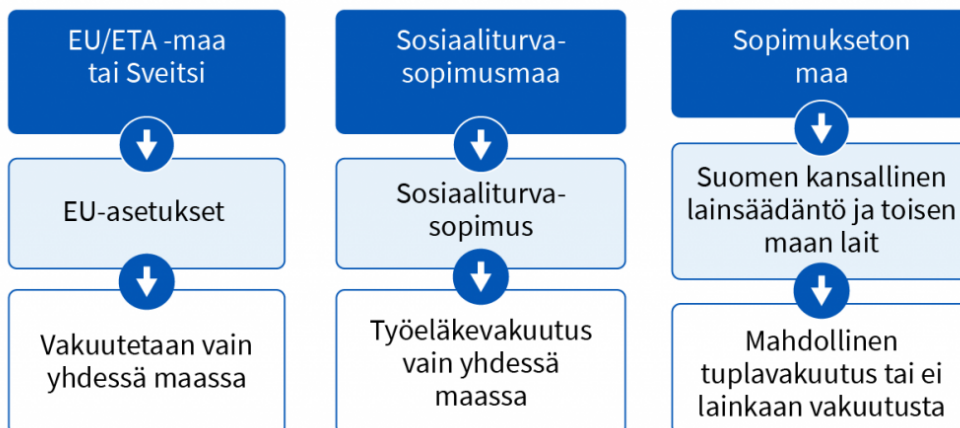 EU/ETA -maa
tai Sveitsi
EU-asetukset
Vakuutetaan vain
yhdessä maassa
Sosiaaliturva-
sopimusmaa
Sosiaaliturva-
sopimus
Työeläkevakuutus
vain yhdessä
maassa
Sopimukseton
maa
Suomen kansallinen
lainsäädäntö ja toisen
maan lait
Mahdollinen
tuplavakuutus tai ei
lainkaan vakuutusta